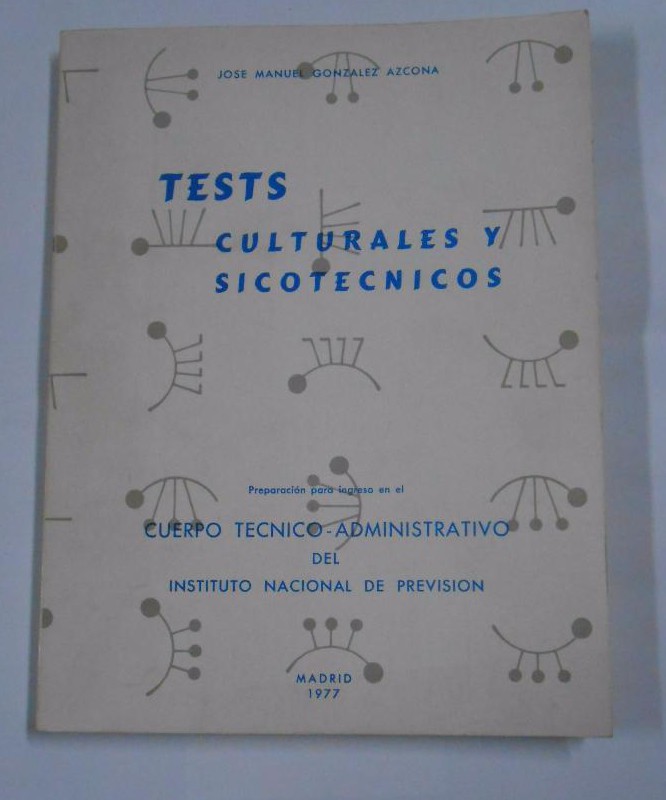 JOSE MANUEL GONZALEZ AZCONA
TESTS
CULTURALES Y
SICOTECNICOS
Preparación para ingreso en el
CUERPO TECNICO-ADMINISTRATIVO
DEL
INSTITUTO NACIONAL DE PREVISION
MADRID
1977